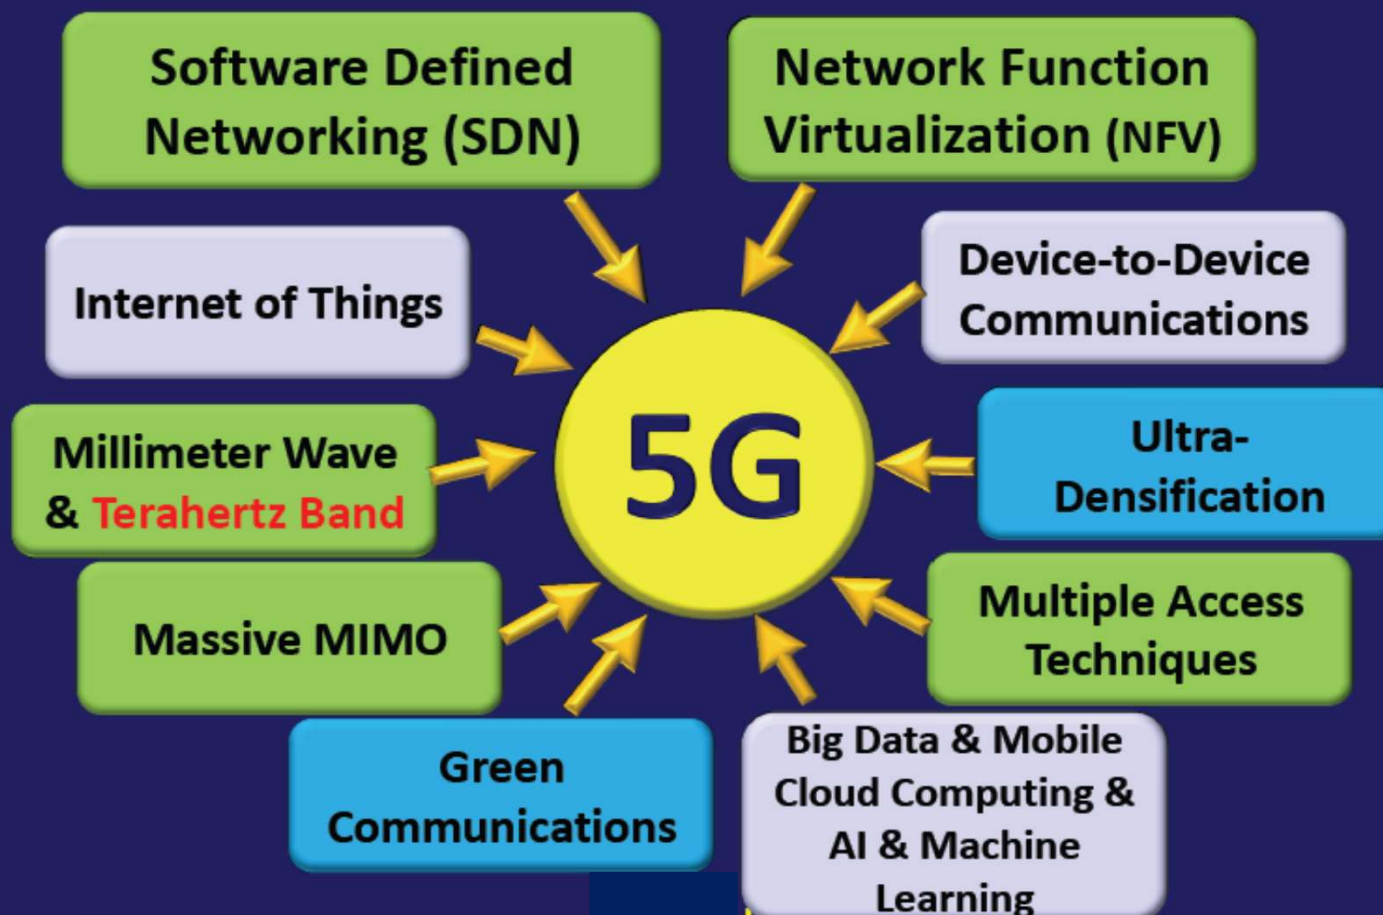 Software Defined
Networking (SDN)
Network Function
Virtualization (NFV)
Internet of Things
Device-to-Device
Communications
Millimeter Wave
& Terahertz Band
5G
Ultra-
Densification
Massive MIMO
Multiple Access
Techniques
Green
Communications
Big Data & Mobile
Cloud Computing &
AI & Machine
Learning